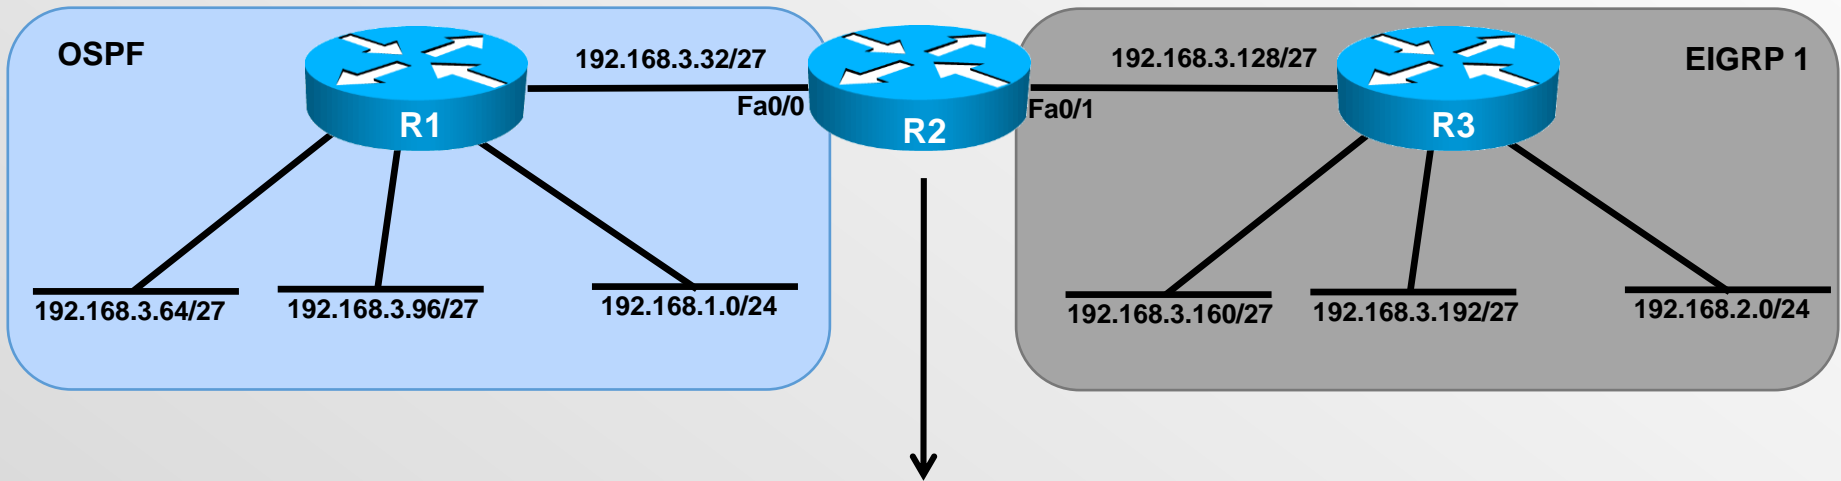 OSPF
192.168.3.32/27
192.168.3.128/27
EIGRP 1
Fa0/0
Fa0/1
R1
R2
R3
192.168.3.64/27
192.168.3.96/27
192.168.1.0/24
192.168.3.160/27
192.168.3.192/27
192.168.2.0/24